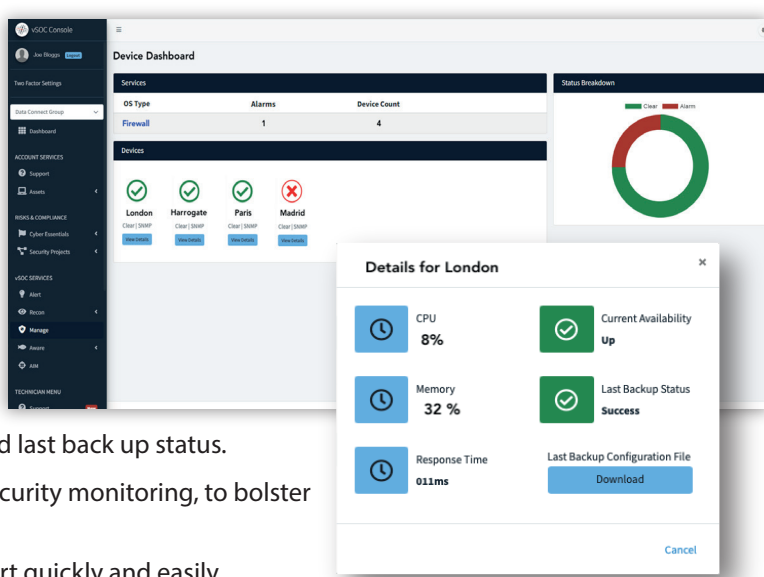 vSOC Console
Joe Bloggs Logout
Two Factor Settings
Data Connect Group
Dashboard
ACCOUNT SERVICES
Support
Assets
RISKS & COMPLIANCE
Cyber Essentials
Security Projects
vSOC SERVICES
Alert
Recon
Manage
Aware
AIM
TECHNICIAN MENU
Support
Device Dashboard
Services
OS Type Alarms Device Count
Firewall 1 4
Devices
London Harrogate Paris Madrid
Clear | SNMP Clear | SNMP Clear | SNMP Clear | SNMP
View Details View Details View Details View Details
Status Breakdown
Clear Alarm
Details for London
CPU
8%
Current Availability
Up
Memory
32 %
Last Backup Status
Success
Response Time
011ms
Last Backup Configuration File
Download
Cancel
d last back up status.
curity monitoring, to bolster
rt quickly and easily